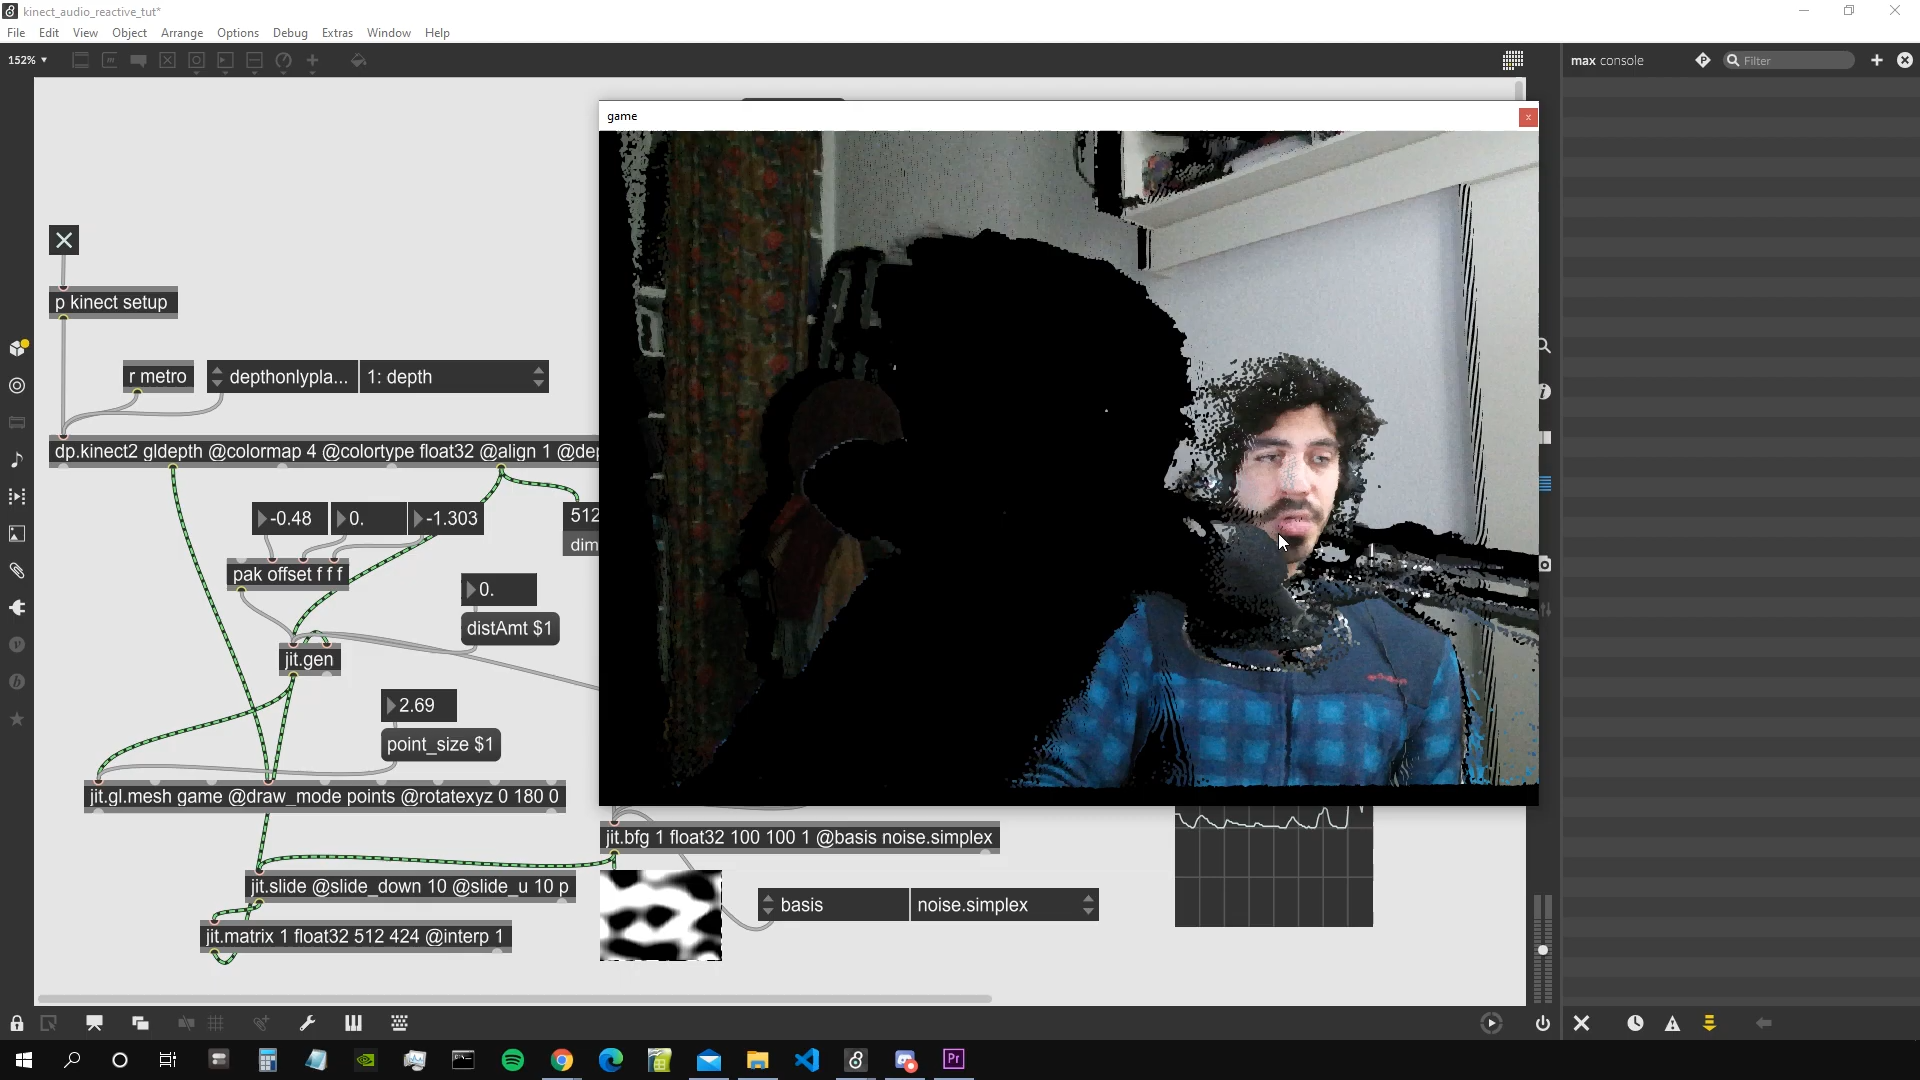 kinect_audio_reactive_tut*
File Edit View Object Arrange Options Debug Extras Window Help
152%
max console
Filter
game
p kinect setup
r metro
depthonlypla...
1: depth
dp.kinect2 gldepth @colormap 4 @colortype float32 @align 1 @dep
-0.48
0.
-1.303
512
dim
pak offset f f f
0.
distAmt $1
jit.gen
2.69
point_size $1
jit.gl.mesh game @draw_mode points @rotatexyz 0 180 0
jit.bfg 1 float32 100 100 1 @basis noise.simplex
jit.slide @slide_down 10 @slide_u 10 p
basis
noise.simplex
jit.matrix 1 float32 512 424 @interp 1
Pr